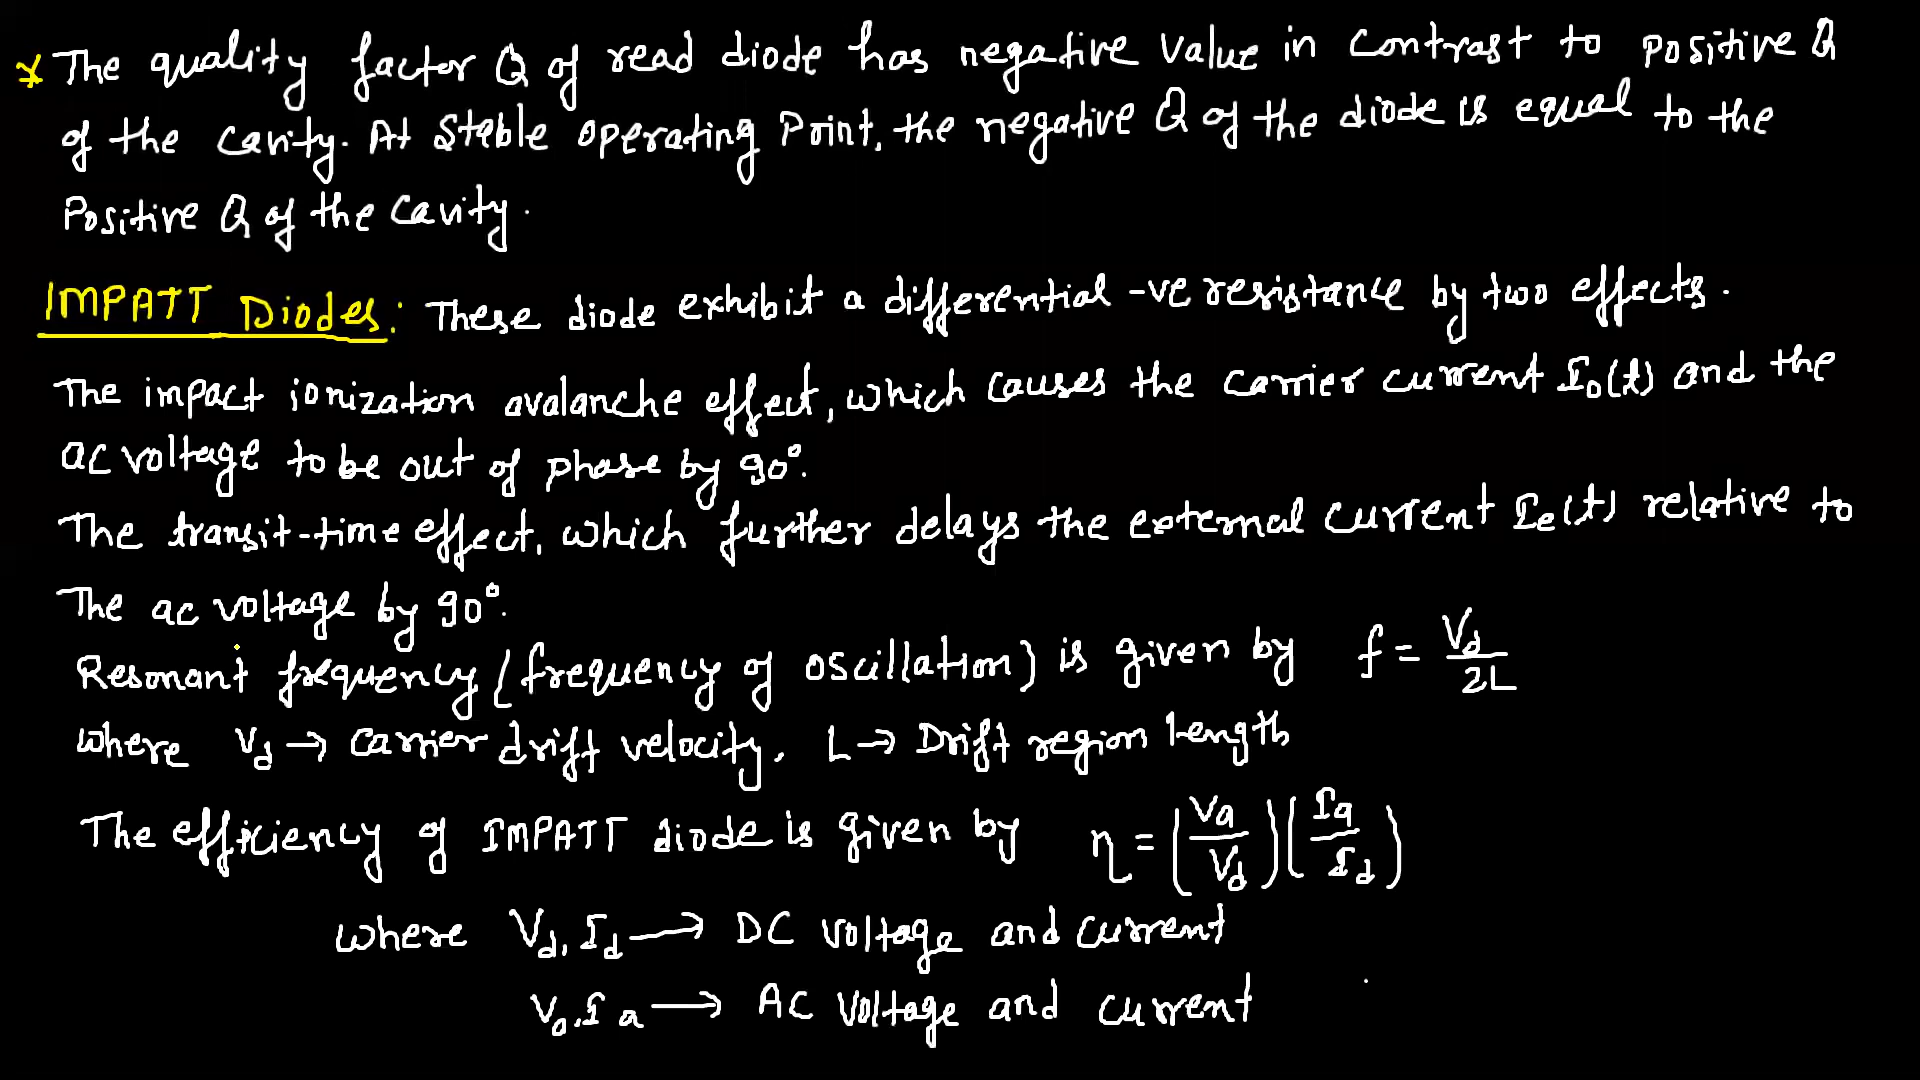 * The quality factor Q of read diode has negative value in contrast to positive Q
of the cavity. At stable operating point, the negative Q of the diode is equal to the
Positive Q of the cavity.
IMPATT Diodes: These diode exhibit a differential -ve resistance by two effects.
The impact ionization avalanche effect, which causes the carrier current I₀(t) and the
ac voltage to be out of phase by 90°.
The transit-time effect, which further delays the external current Ie(t) relative to
The ac voltage by 90°.
Resonant frequency (frequency of oscillation) is given by f = Vd/2L
where Vd → carrier drift velocity, L → Drift region length
The efficiency of IMPATT diode is given by η = (Va/Vd)(Ia/Id)
where Vd, Id → DC voltage and current
Va, Ia → AC voltage and current